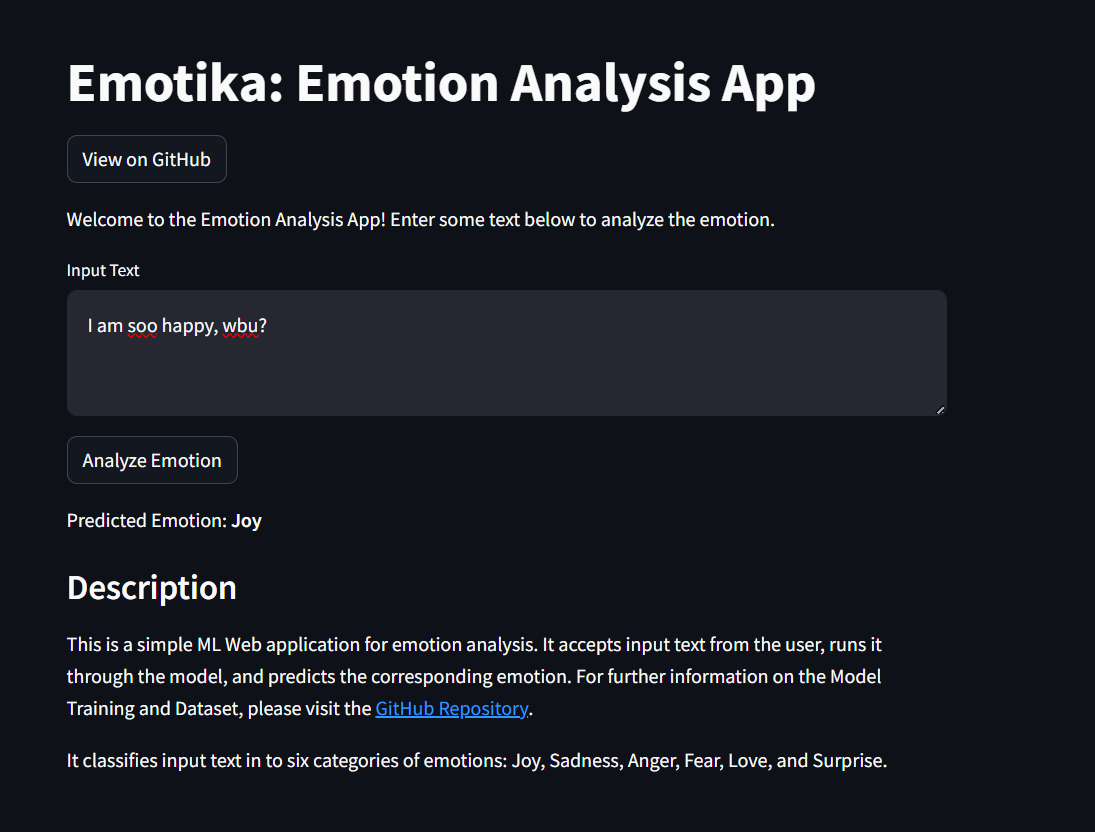 Emotika: Emotion Analysis App
View on GitHub
Welcome to the Emotion Analysis App! Enter some text below to analyze the emotion.
Input Text
I am soo happy, wbu?
Analyze Emotion
Predicted Emotion: Joy
Description
This is a simple ML Web application for emotion analysis. It accepts input text from the user, runs it
through the model, and predicts the corresponding emotion. For further information on the Model
Training and Dataset, please visit the GitHub Repository.
It classifies input text in to six categories of emotions: Joy, Sadness, Anger, Fear, Love, and Surprise.